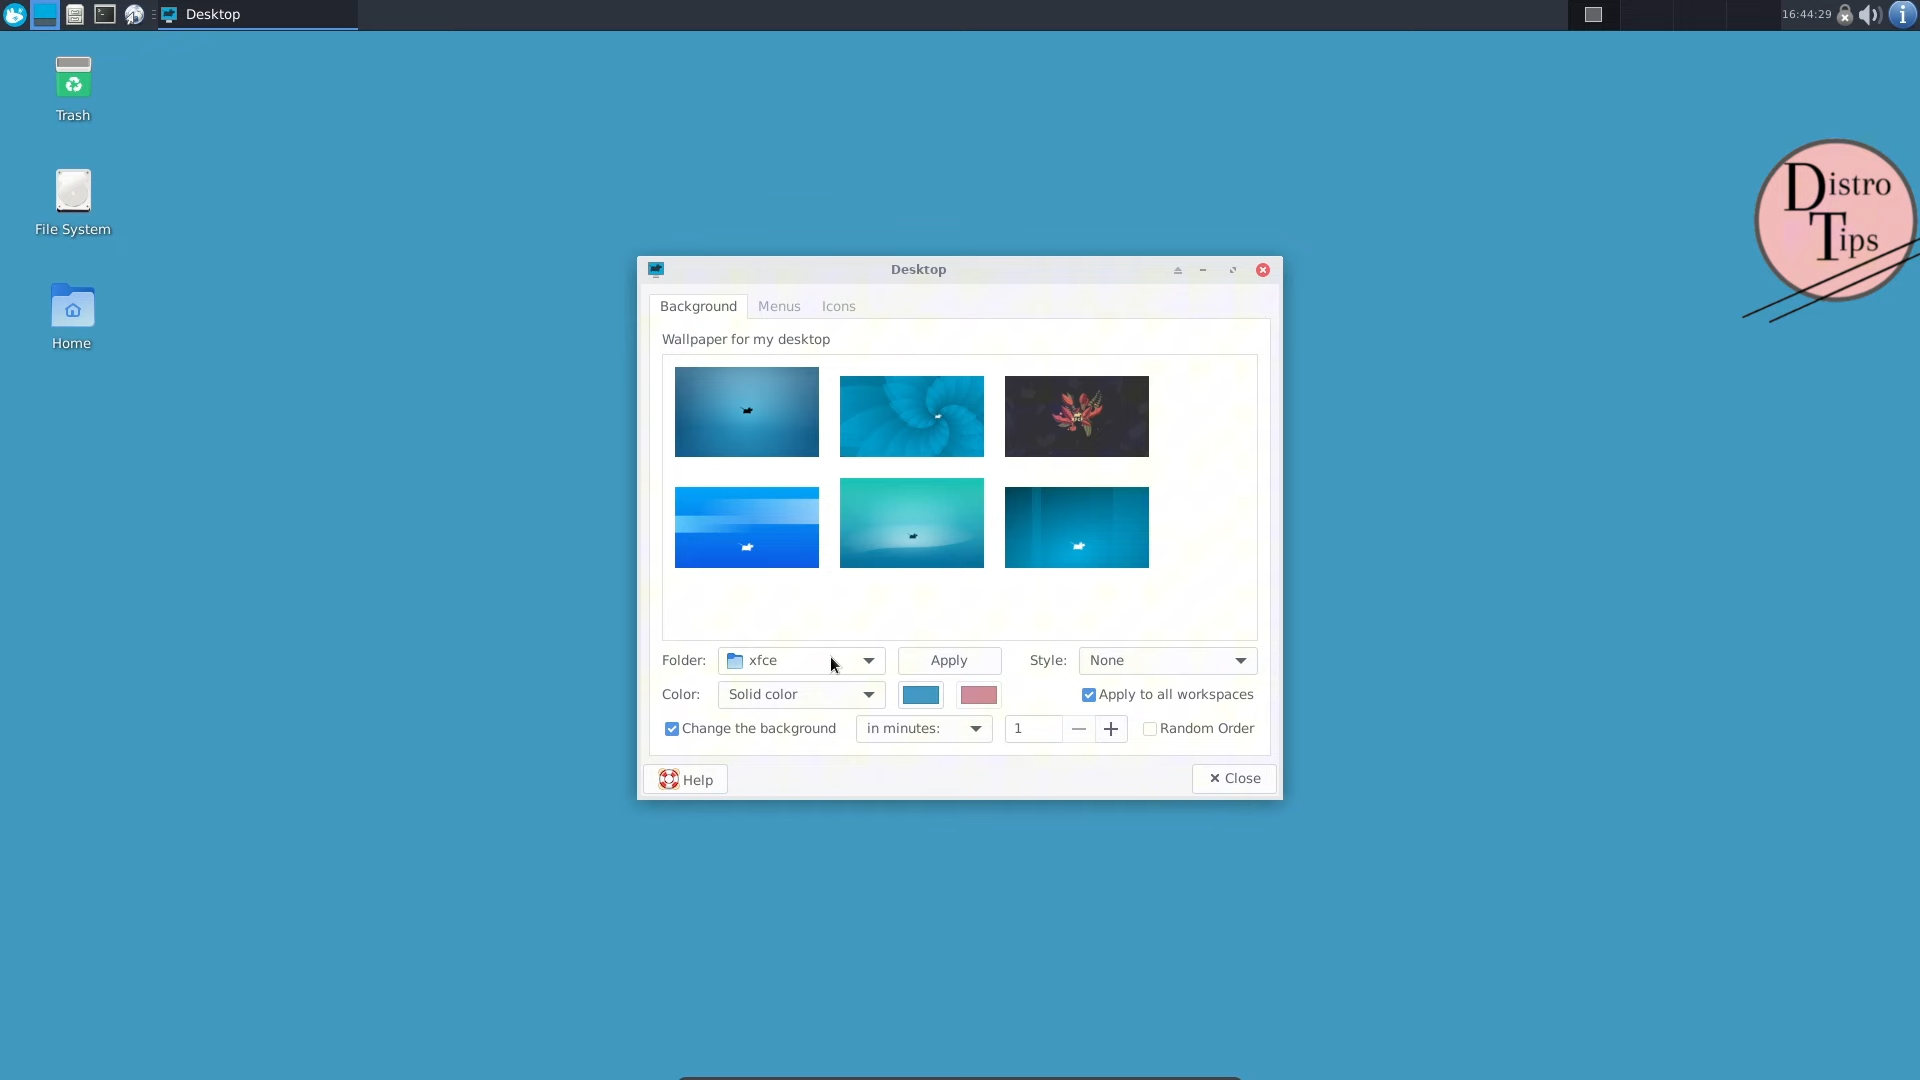 Desktop
16:44:29
Trash
File System
Home
Distro
Tips
Desktop
Background Menus Icons
Wallpaper for my desktop
Folder: xfce Apply Style: None
Color: Solid color Apply to all workspaces
Change the background in minutes: 1 Random Order
Help Close